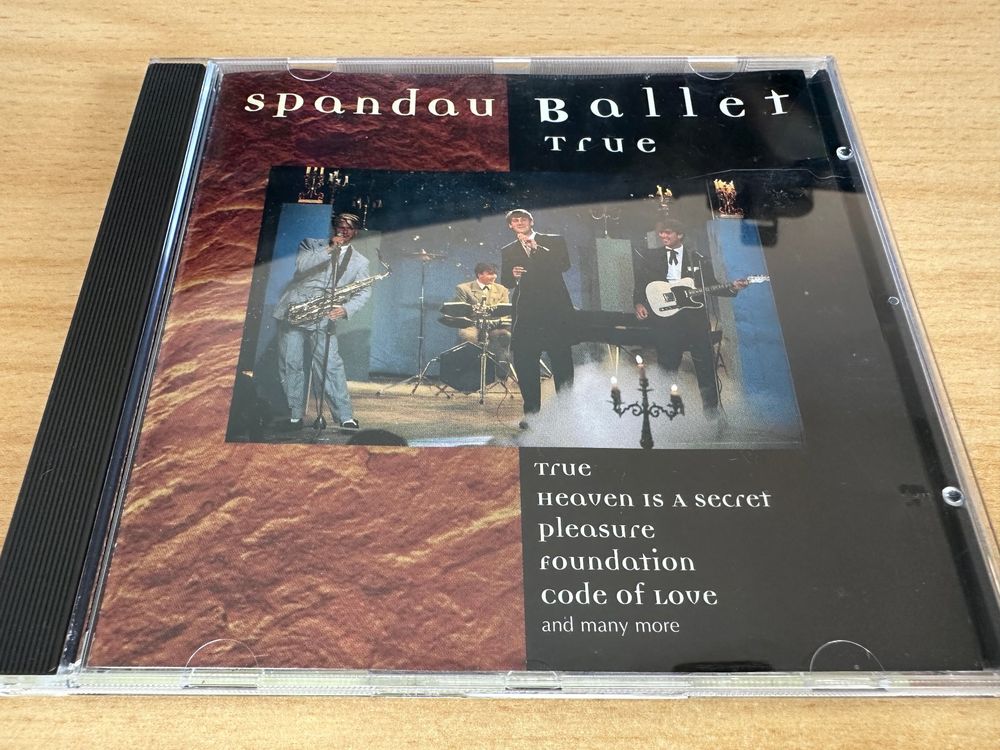 spandau Ballet
True
True
Heaven Is A Secret
pleasure
Foundation
Code of Love
and many more